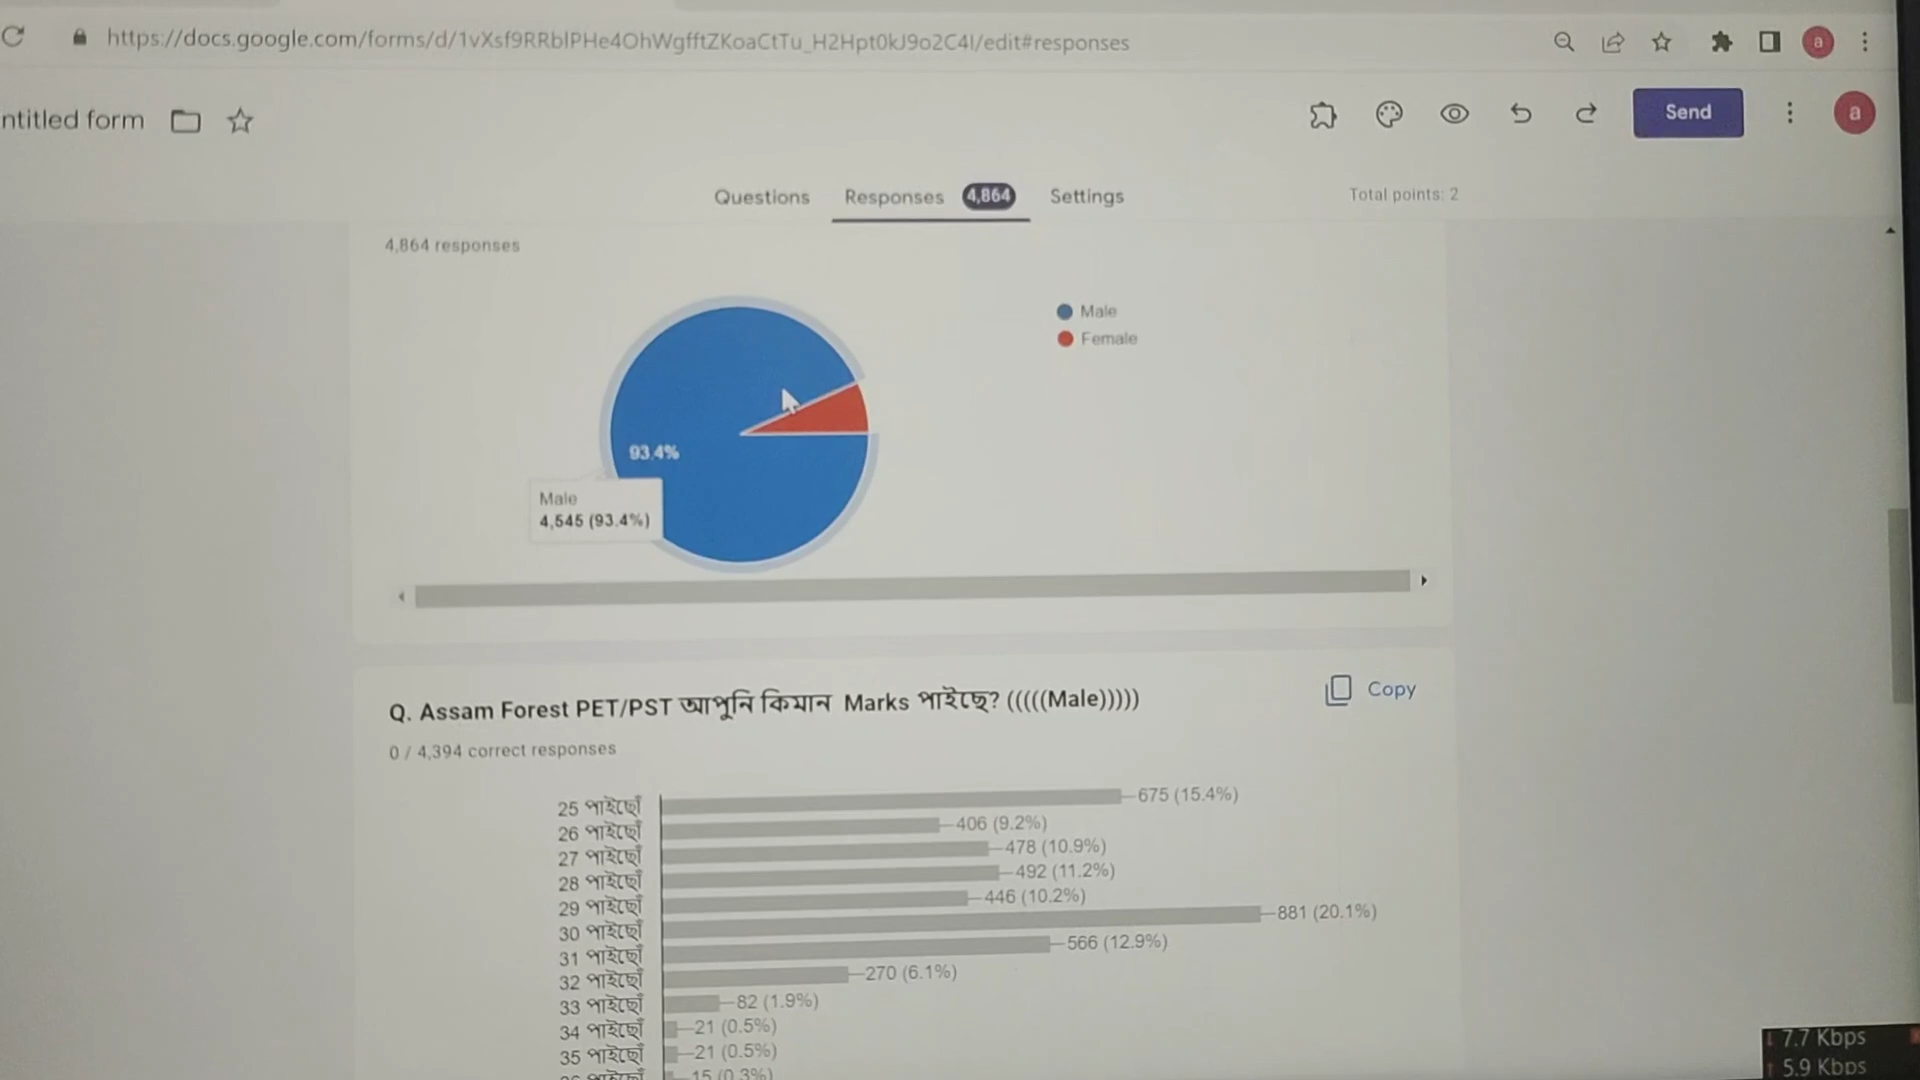 https://docs.google.com/forms/d/1vXsf9RRblPHe4OhWgfftZKoaCtTu_H2Hpt0kJ9o2C4I/edit#responses
a
ntitled form
Send
a
Questions
Responses 4,864
Settings
Total points: 2
4,864 responses
Male
Female
93.4%
Male
4,545 (93.4%)
Q. Assam Forest PET/PST আপুনি কিমান Marks পাইছে? (((((Male)))))
Copy
0 / 4,394 correct responses
25 পাইছোঁ 675 (15.4%)
26 পাইছোঁ 406 (9.2%)
27 পাইছোঁ 478 (10.9%)
28 পাইছোঁ 492 (11.2%)
29 পাইছোঁ 446 (10.2%)
30 পাইছোঁ 881 (20.1%)
31 পাইছোঁ 566 (12.9%)
32 পাইছোঁ 270 (6.1%)
33 পাইছোঁ 82 (1.9%)
34 পাইছোঁ 21 (0.5%)
35 পাইছোঁ 21 (0.5%)
15 (0.3%)
7.7 Kbps
5.9 Kbps